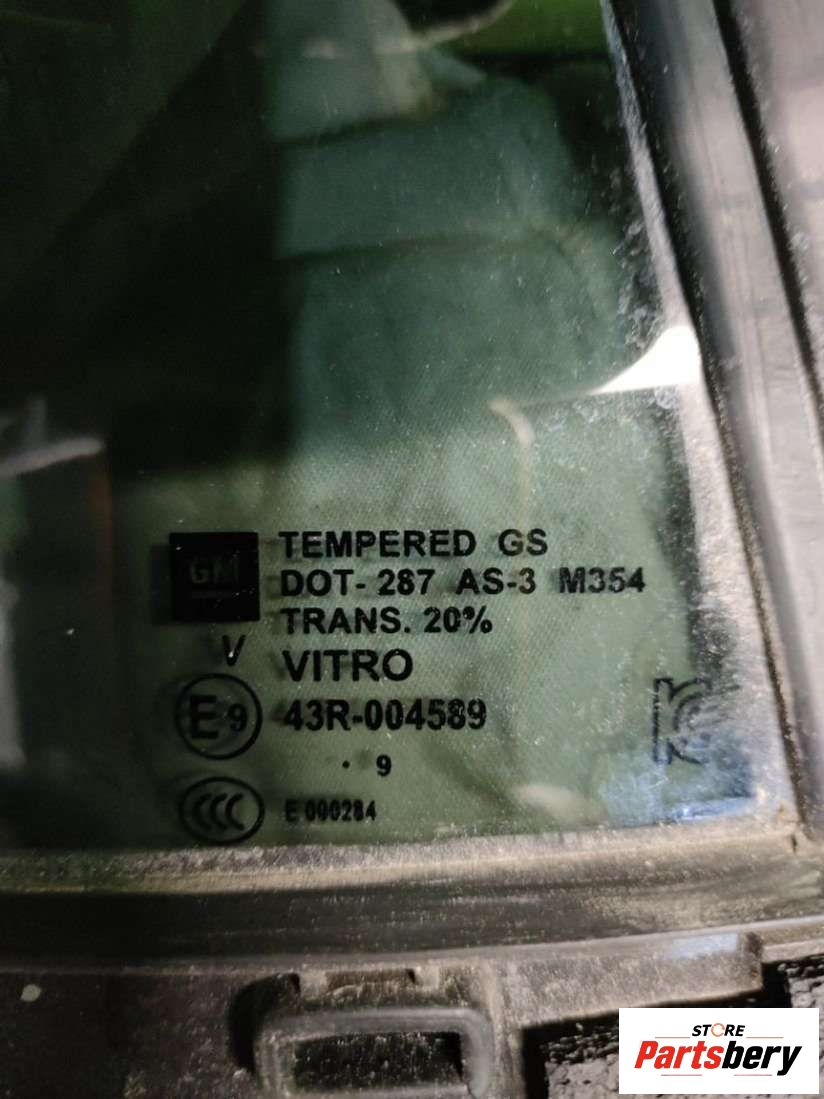 GM
TEMPERED GS
DOT- 287 AS-3 M354
TRANS. 20%
V VITRO
E9 43R-004589
. 9
CCC E 000284
KC
STORE
Partsbery